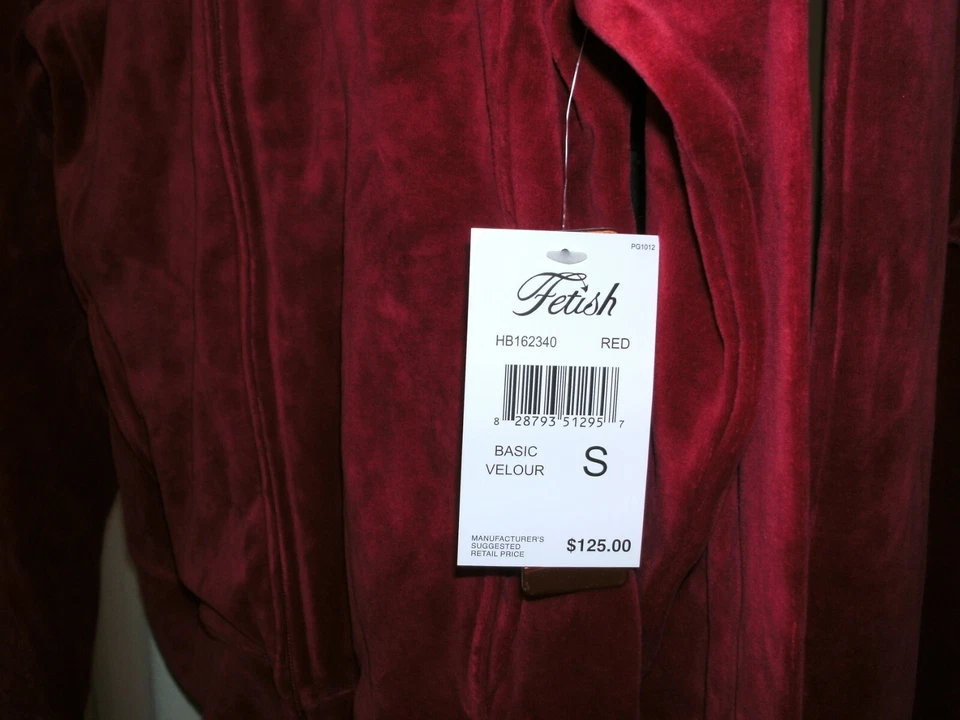 PG1012
Fetish
HB162340 RED
8 28793 51295 7
BASIC
VELOUR S
MANUFACTURER'S
SUGGESTED
RETAIL PRICE $125.00